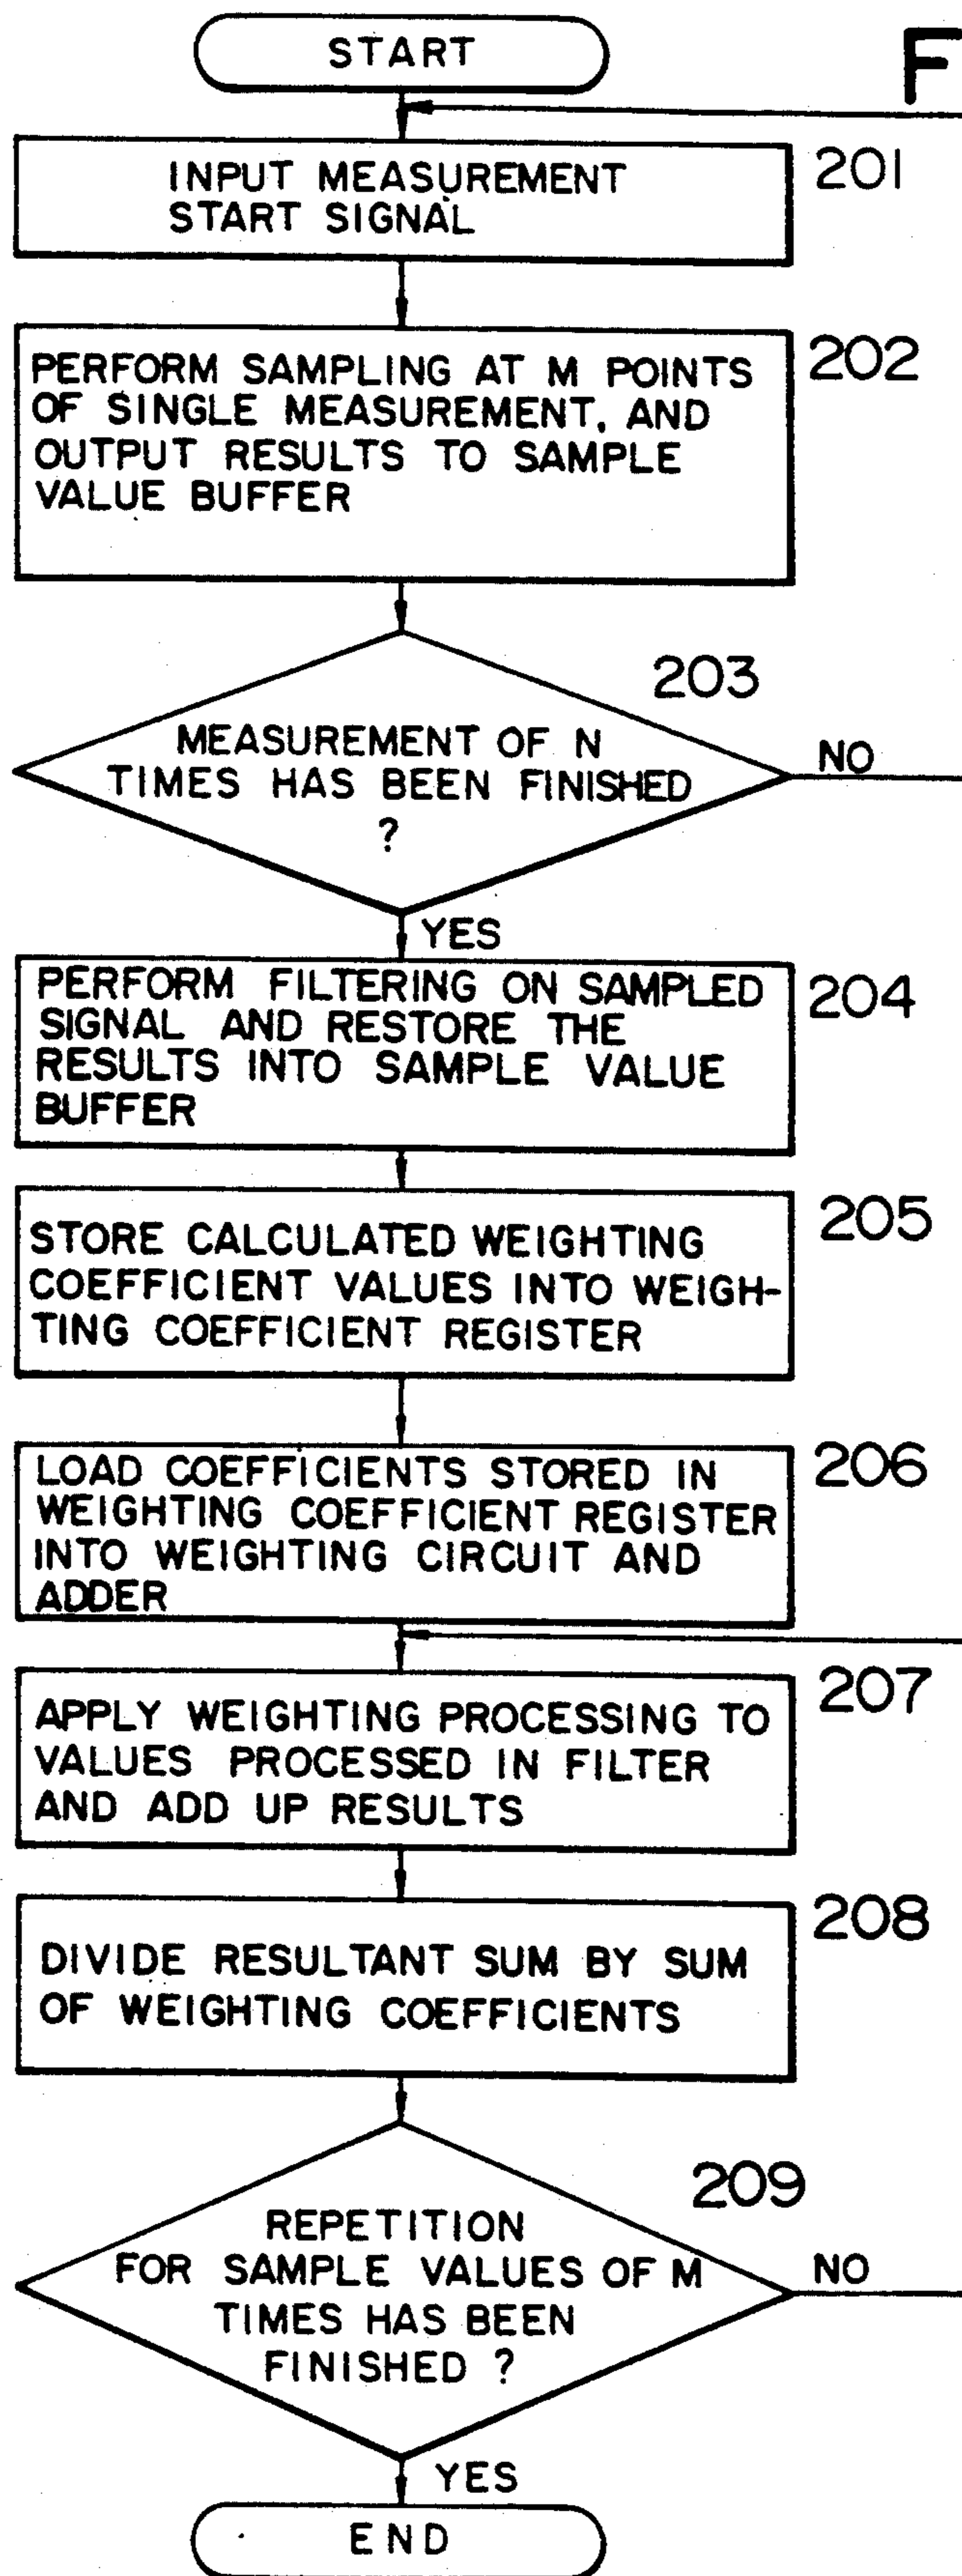 START
F
INPUT MEASUREMENT
START SIGNAL
201
PERFORM SAMPLING AT M POINTS
OF SINGLE MEASUREMENT, AND
OUTPUT RESULTS TO SAMPLE
VALUE BUFFER
202
203
MEASUREMENT OF N
TIMES HAS BEEN FINISHED
?
NO
YES
PERFORM FILTERING ON SAMPLED
SIGNAL AND RESTORE THE
RESULTS INTO SAMPLE VALUE
BUFFER
204
STORE CALCULATED WEIGHTING
COEFFICIENT VALUES INTO WEIGH-
TING COEFFICIENT REGISTER
205
LOAD COEFFICIENTS STORED IN
WEIGHTING COEFFICIENT REGISTER
INTO WEIGHTING CIRCUIT AND
ADDER
206
APPLY WEIGHTING PROCESSING TO
VALUES PROCESSED IN FILTER
AND ADD UP RESULTS
207
DIVIDE RESULTANT SUM BY SUM
OF WEIGHTING COEFFICIENTS
208
209
REPETITION
FOR SAMPLE VALUES OF M
TIMES HAS BEEN
FINISHED ?
NO
YES
END